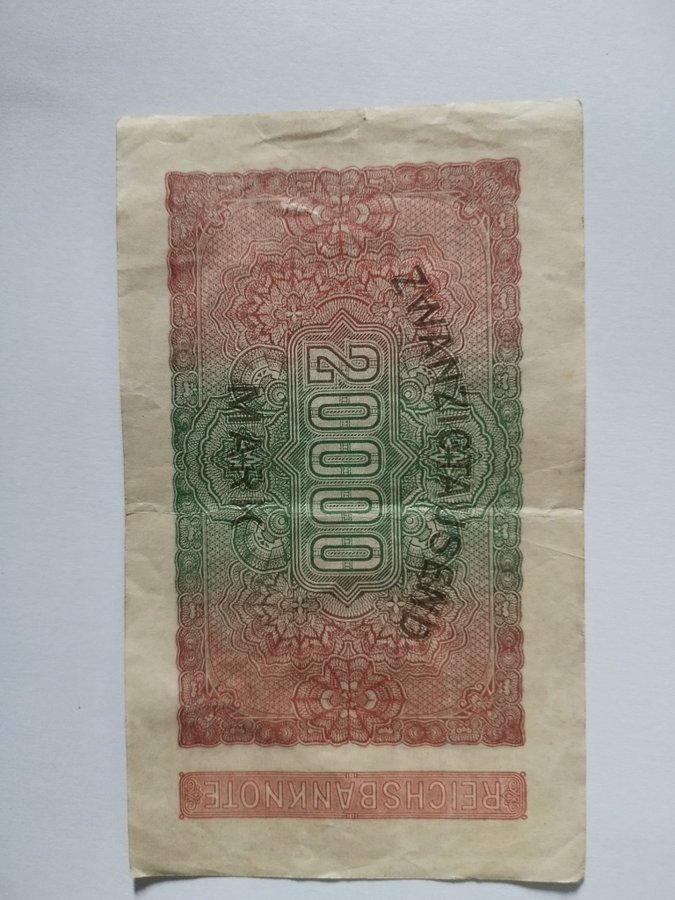 ZWANZIGTAUSEND
20000
MARK
REICHSBANKNOTE